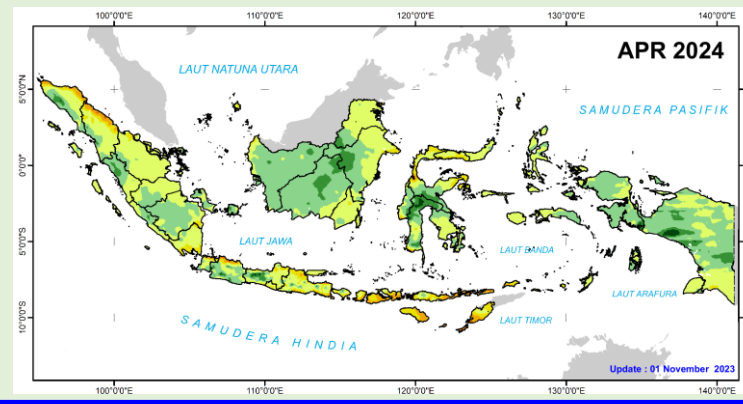 100°0'0"E 110°0'0"E 120°0'0"E 130°0'0"E 140°0'0"E
APR 2024
LAUT NATUNA UTARA
5°0'0"N
SAMUDERA PASIFIK
0°0'0"
LAUT JAWA
LAUT BANDA
5°0'0"S
LAUT ARAFURA
SAMUDERA HINDIA
LAUT TIMOR
10°0'0"S
Update : 01 November 2023
100°0'0"E 110°0'0"E 120°0'0"E 130°0'0"E 140°0'0"E